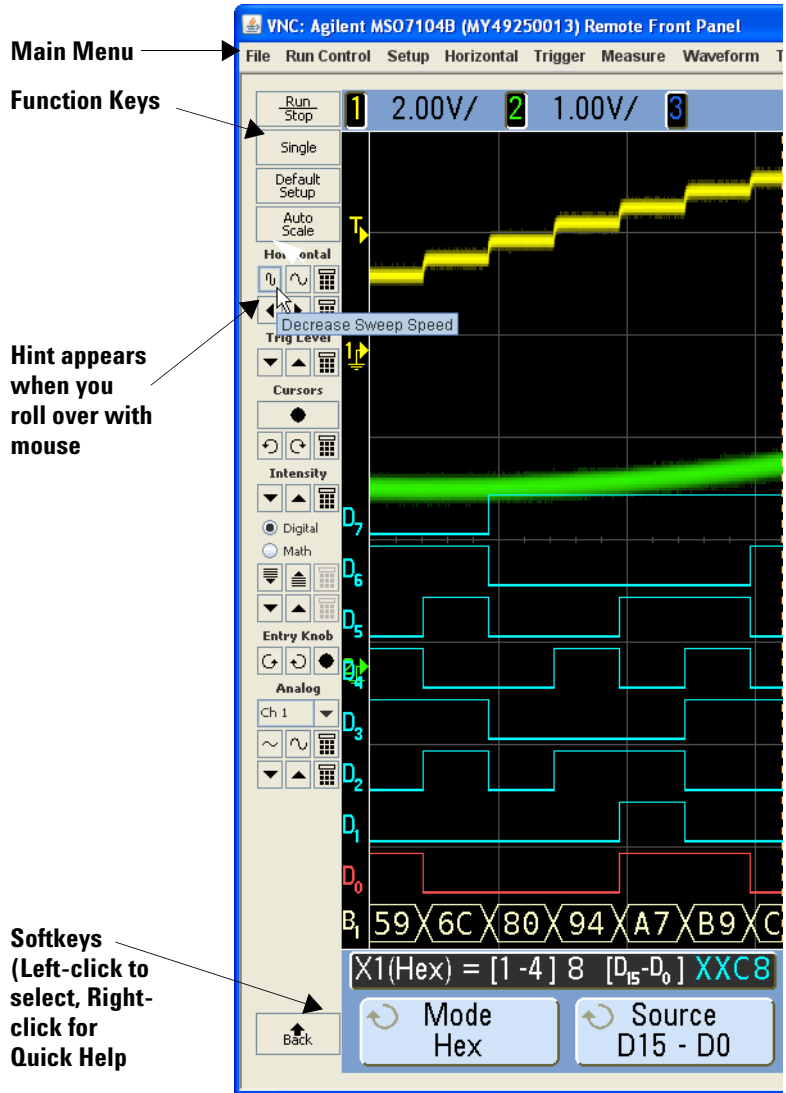 VNC: Agilent MSO7104B (MY49250013) Remote Front Panel
Main Menu
File Run Control Setup Horizontal Trigger Measure Waveform
Function Keys
Run
Stop
1 2.00V/ 2 1.00V/ 3
Single
Default
Setup
Auto
Scale
T
Horizontal
Decrease Sweep Speed
Trig Level
1
Hint appears
when you
roll over with
mouse
Cursors
Intensity
Digital
Math
D7
D6
D5
Entry Knob
D4
Analog
Ch 1
D3
D2
D1
D0
B1 59 6C 80 94 A7 B9 C
Softkeys
(Left-click to
select, Right-
click for
Quick Help
X1(Hex) = [1 -4] 8 [D15-D0] XXC8
Back
Mode
Hex
Source
D15 - D0